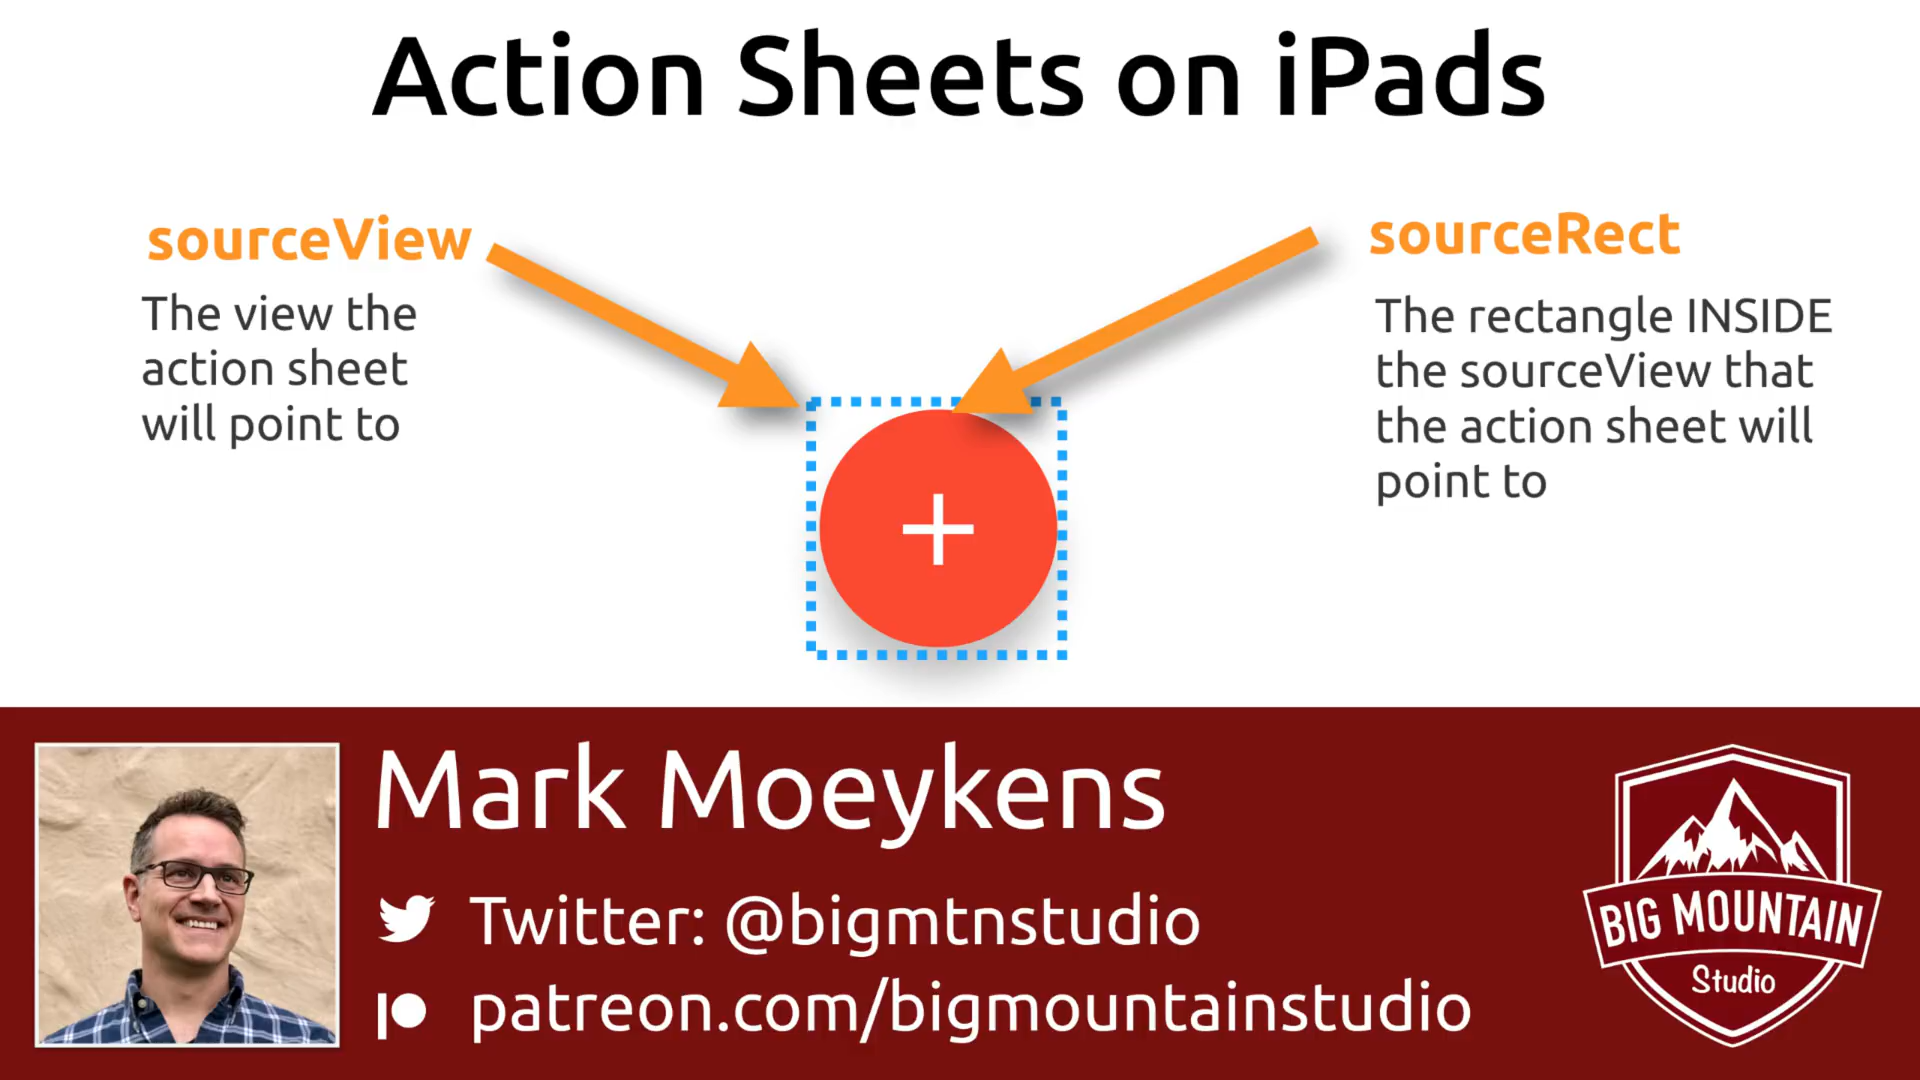 Action Sheets on iPads
sourceView
The view the
action sheet
will point to
sourceRect
The rectangle INSIDE
the sourceView that
the action sheet will
point to
+
Mark Moeykens
Twitter: @bigmtnstudio
patreon.com/bigmountainstudio
BIG MOUNTAIN
Studio